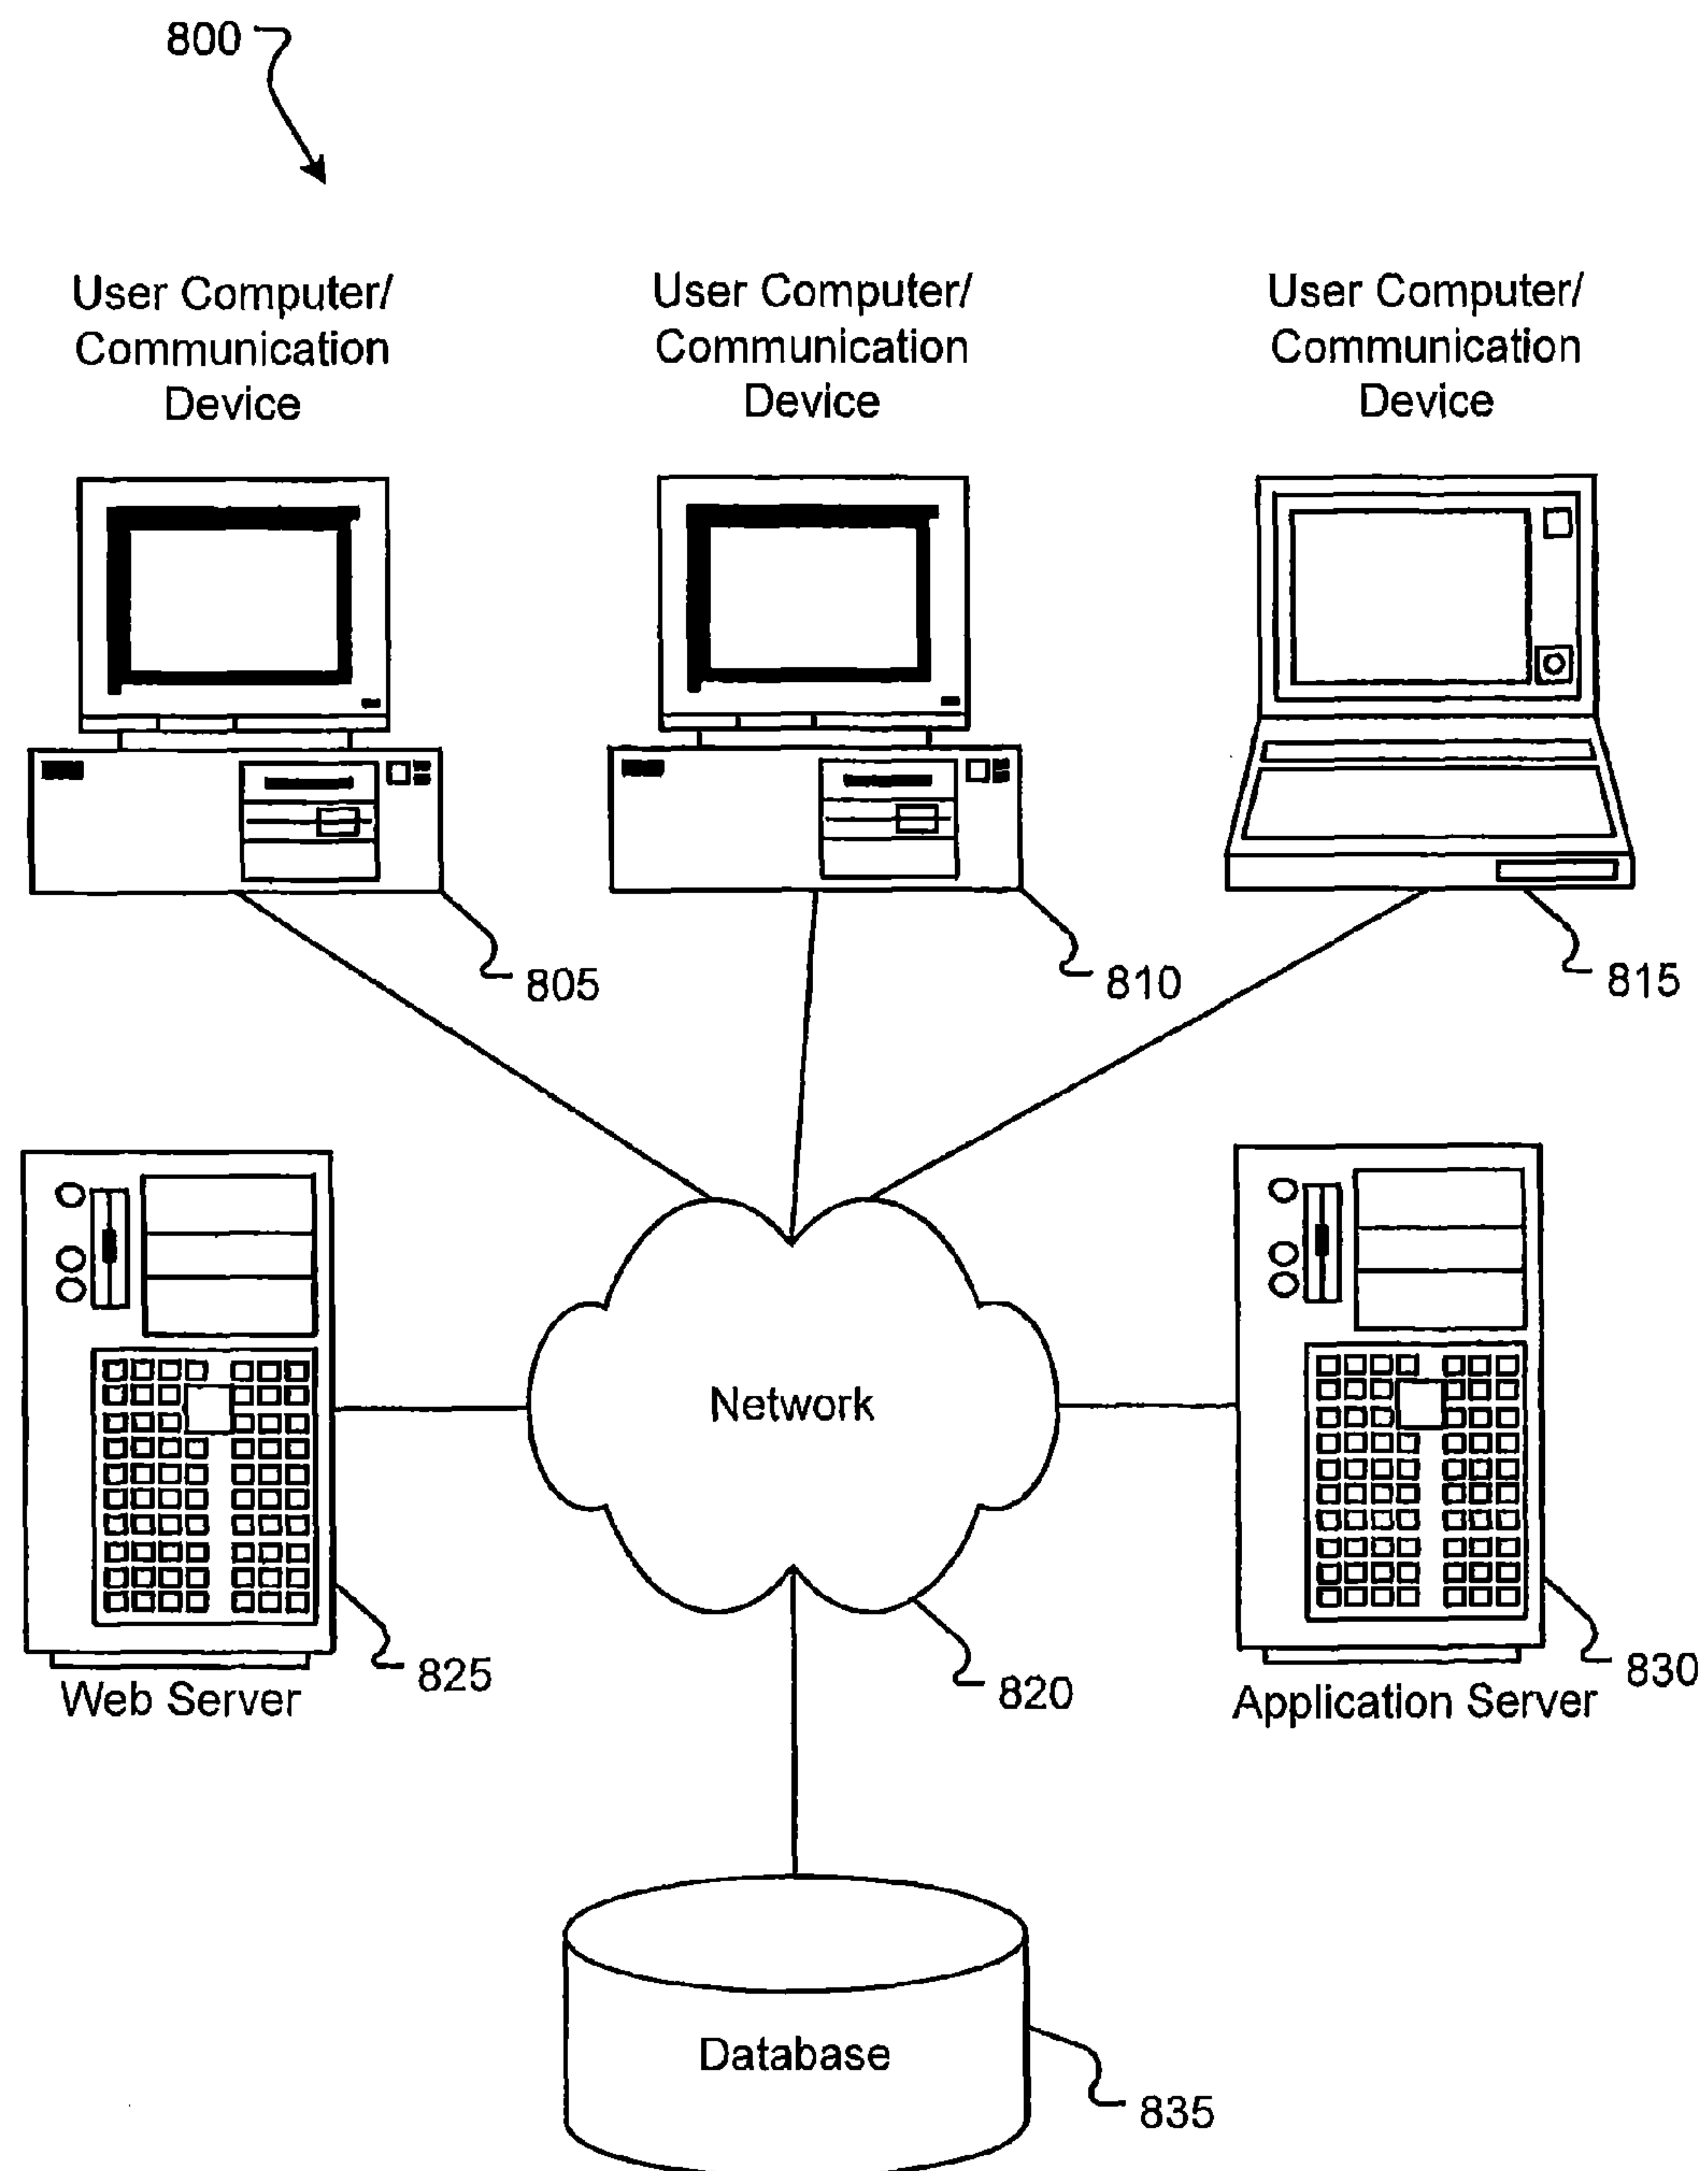 800
User Computer/
Communication
Device
User Computer/
Communication
Device
User Computer/
Communication
Device
805
810
815
Network
825
820
830
Web Server
Application Server
Database
835